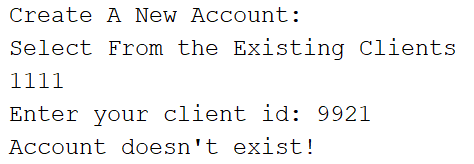 Create A New Account:
Select From the Existing Clients
1111
Enter your client id: 9921
Account doesn't exist!